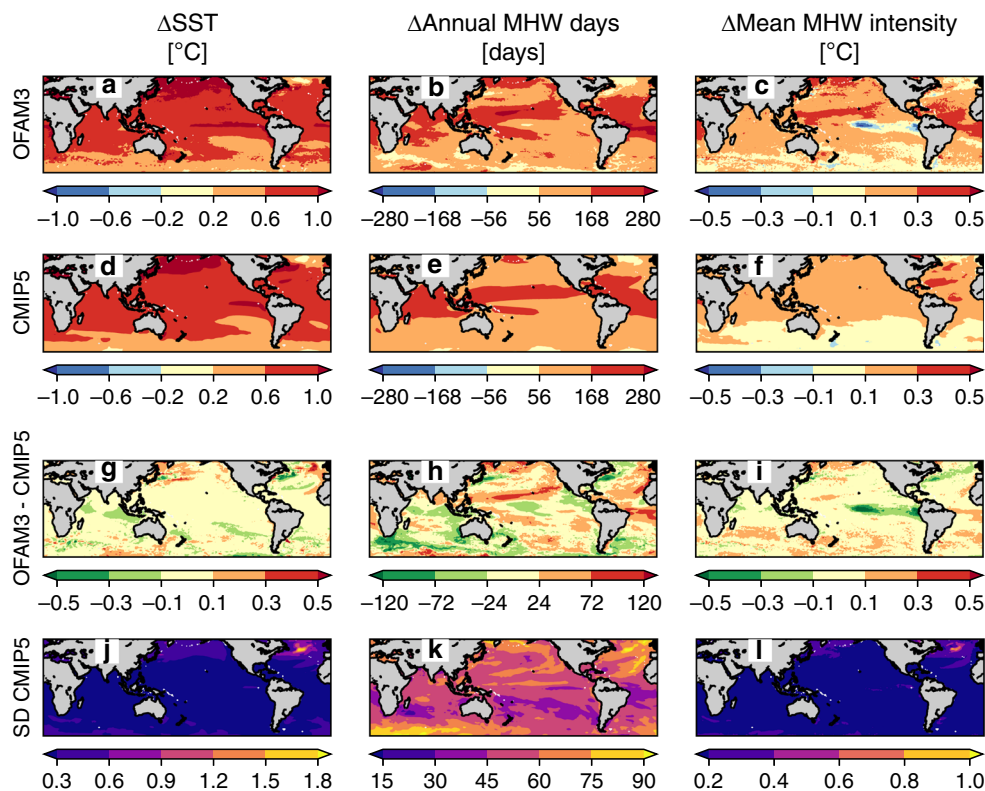 ΔSST
[°C]
ΔAnnual MHW days
[days]
ΔMean MHW intensity
[°C]
OFAM3
a
b
c
−1.0 −0.6 −0.2 0.2 0.6 1.0
−280 −168 −56 56 168 280
−0.5 −0.3 −0.1 0.1 0.3 0.5
CMIP5
d
e
f
−1.0 −0.6 −0.2 0.2 0.6 1.0
−280 −168 −56 56 168 280
−0.5 −0.3 −0.1 0.1 0.3 0.5
OFAM3 - CMIP5
g
h
i
−0.5 −0.3 −0.1 0.1 0.3 0.5
−120 −72 −24 24 72 120
−0.5 −0.3 −0.1 0.1 0.3 0.5
SD CMIP5
j
k
l
0.3 0.6 0.9 1.2 1.5 1.8
15 30 45 60 75 90
0.2 0.4 0.6 0.8 1.0